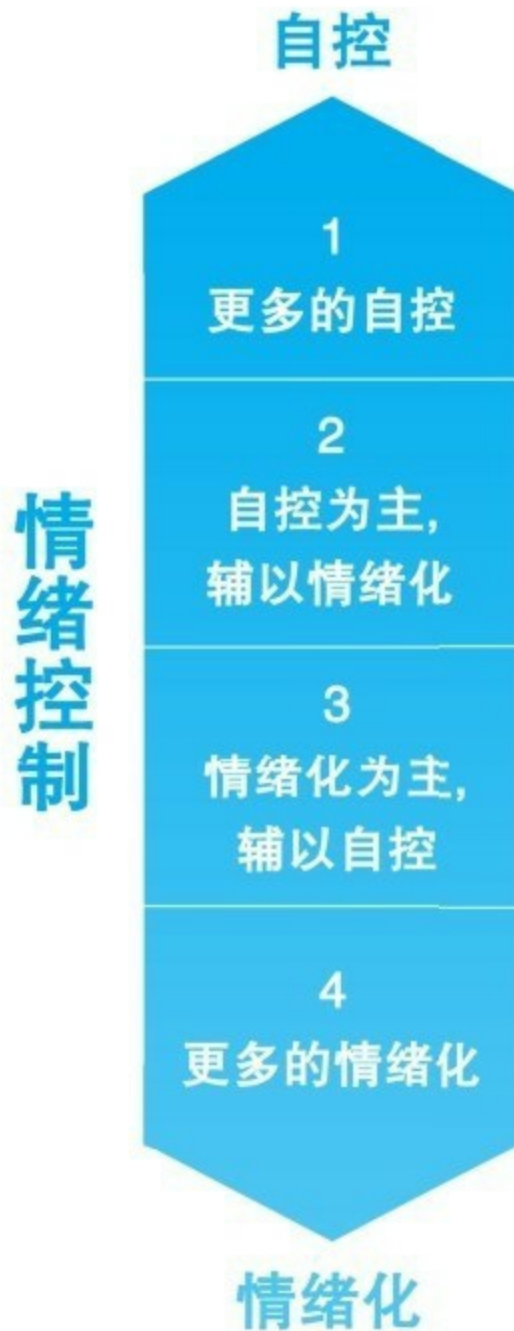 自控
1
更多的自控
2
自控为主,
辅以情绪化
情绪控制
3
情绪化为主,
辅以自控
4
更多的情绪化
情绪化